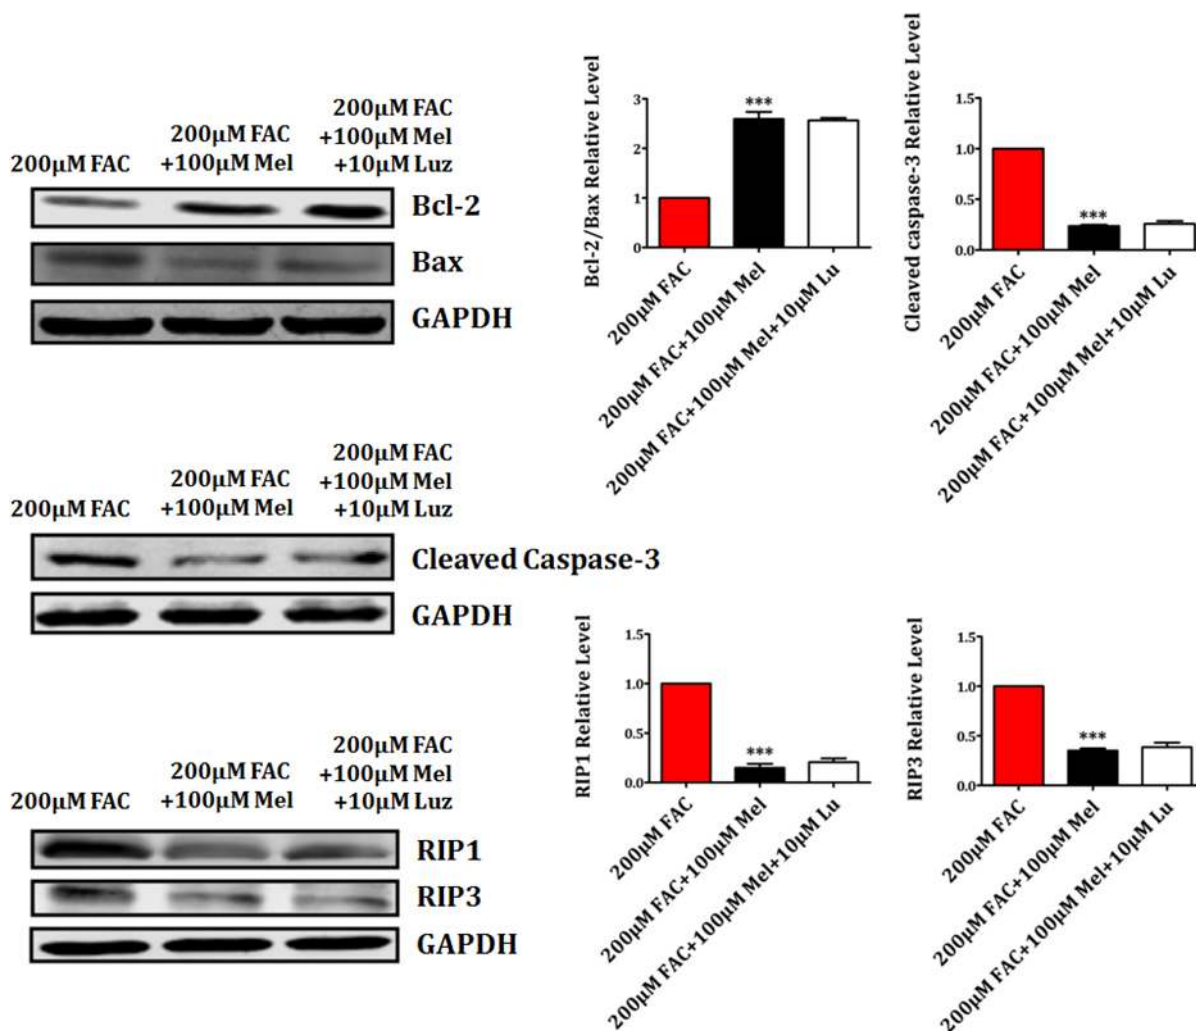 200μM FAC
200μM FAC
+100μM Mel
200μM FAC
+100μM Mel
+10μM Luz
Bcl-2
Bax
GAPDH
Bcl-2/Bax Relative Level
3
2
1
0
***
200μM FAC
200μM FAC+100μM Mel
200μM FAC+100μM Mel+10μM Lu
Cleaved caspase-3 Relative Level
1.5
1.0
0.5
0.0
***
200μM FAC
200μM FAC+100μM Mel
200μM FAC+100μM Mel+10μM Lu
200μM FAC
200μM FAC
+100μM Mel
200μM FAC
+100μM Mel
+10μM Luz
Cleaved Caspase-3
GAPDH
200μM FAC
200μM FAC
+100μM Mel
200μM FAC
+100μM Mel
+10μM Luz
RIP1
RIP3
GAPDH
RIP1 Relative Level
1.5
1.0
0.5
0.0
***
200μM FAC
200μM FAC+100μM Mel
200μM FAC+100μM Mel+10μM Lu
RIP3 Relative Level
1.5
1.0
0.5
0.0
***
200μM FAC
200μM FAC+100μM Mel
200μM FAC+100μM Mel+10μM Lu